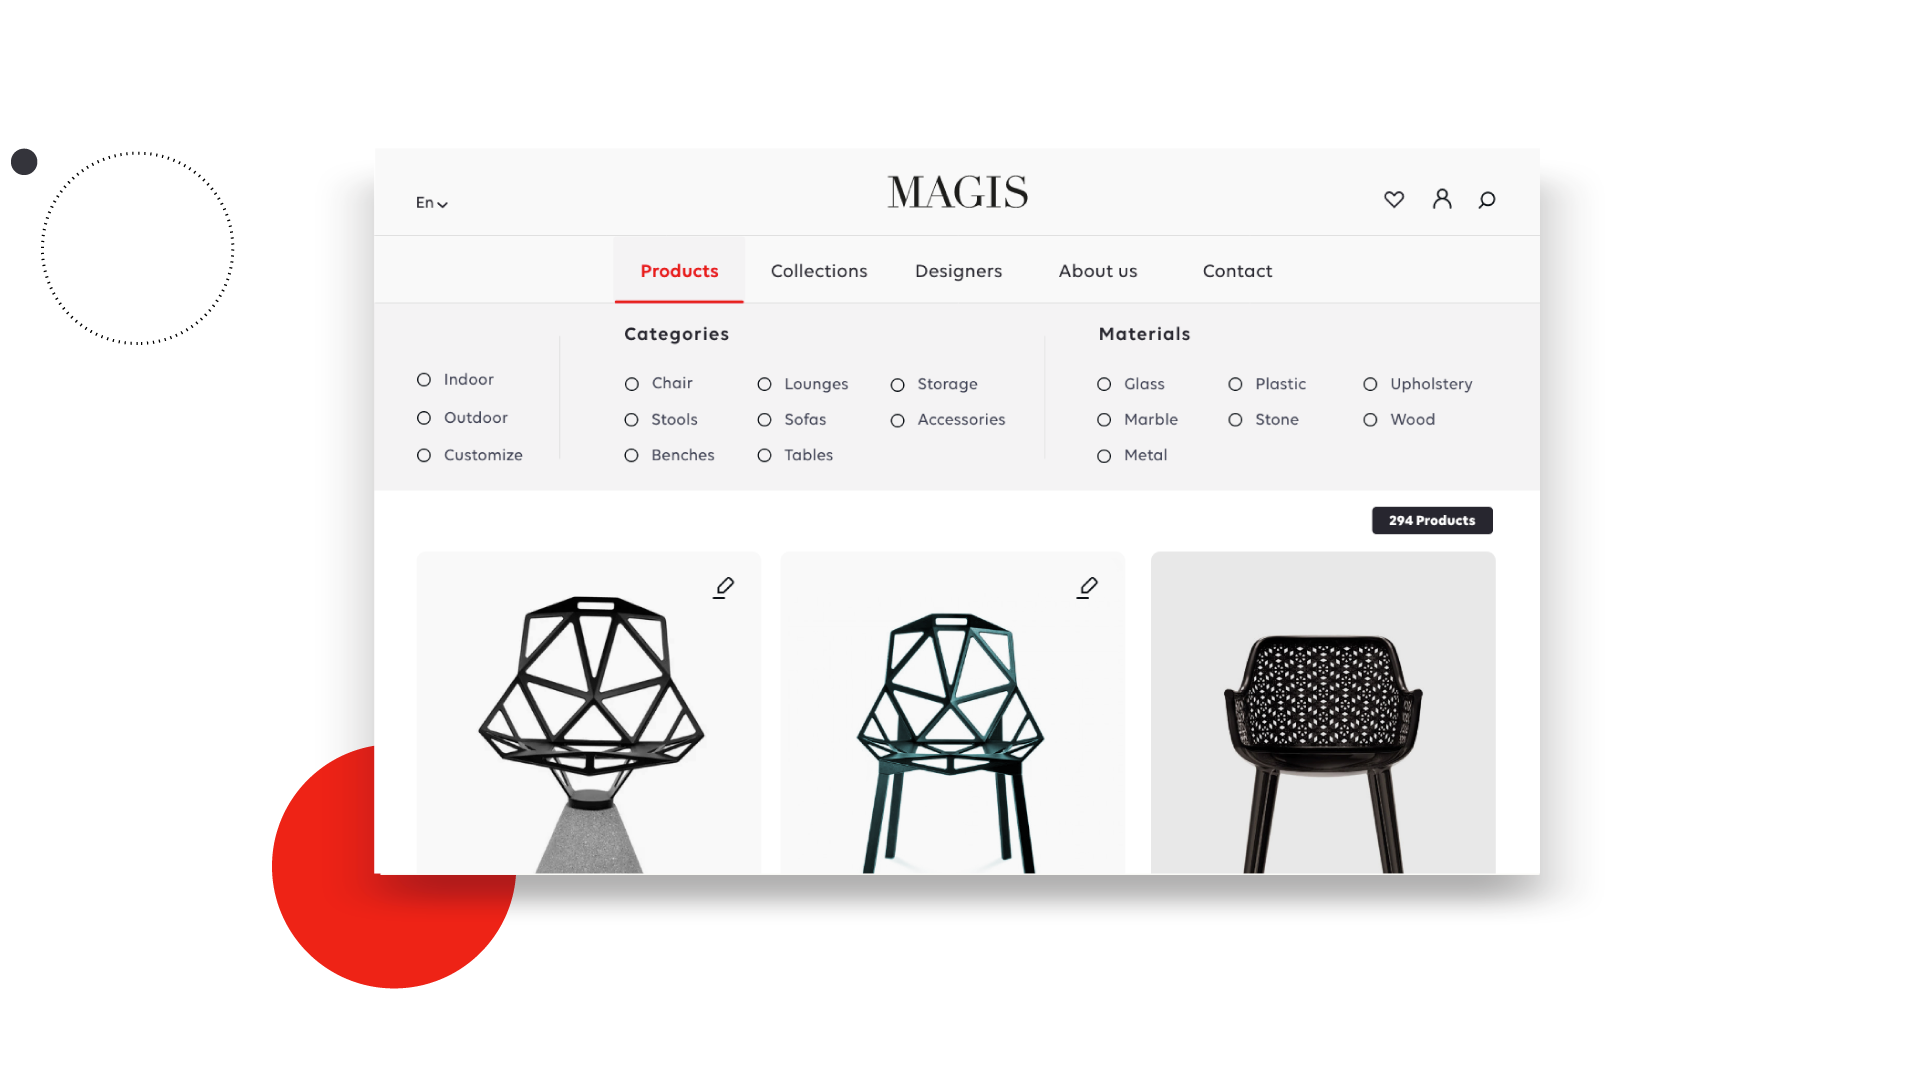 En
MAGIS
Products Collections Designers About us Contact
Categories Materials
Indoor
Outdoor
Customize
Chair Lounges Storage
Stools Sofas Accessories
Benches Tables
Glass Plastic Upholstery
Marble Stone Wood
Metal
294 Products